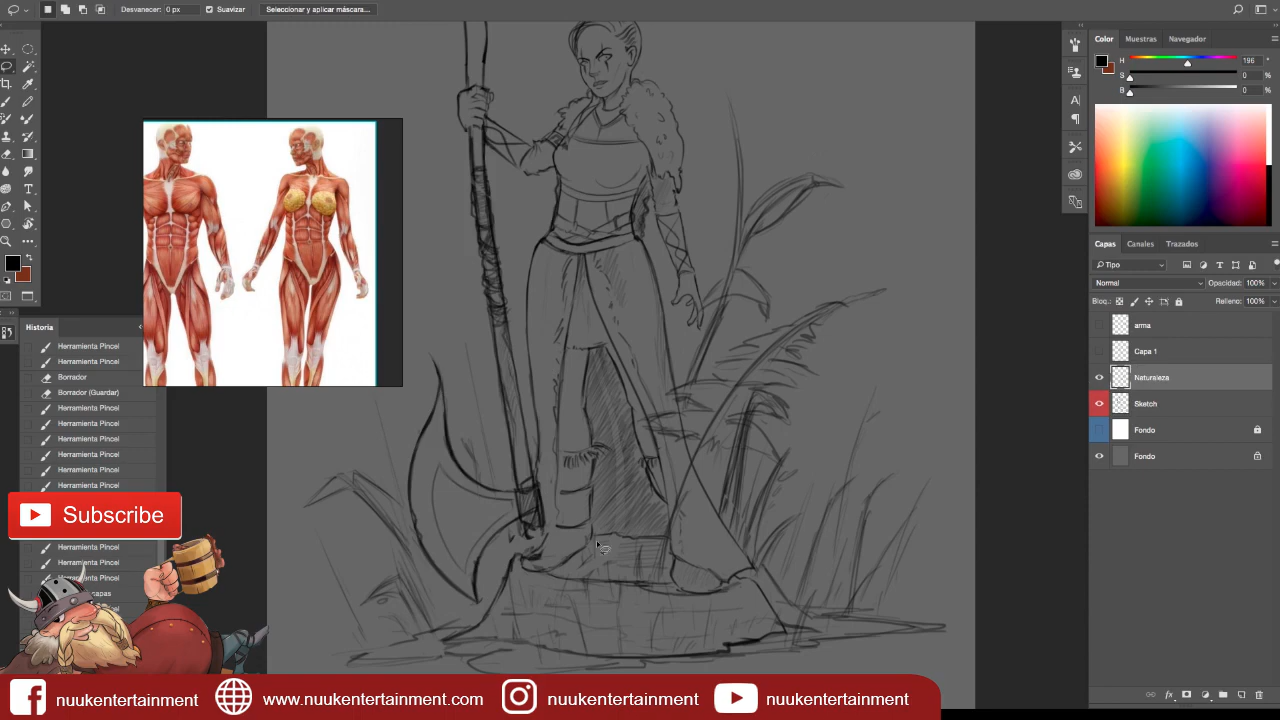 Desvanecer: 0 px Suavizar Seleccionar y aplicar máscara...
Color Muestras Navegador
H 196 °
S 0 %
B 0 %
Capas Canales Trazados
Tipo
Normal Opacidad: 100%
Bloq.: Relleno: 100%
arma
Capa 1
Naturaleza
Sketch
Fondo
Fondo
Historia
Herramienta Pincel
Herramienta Pincel
Borrador
Borrador (Guardar)
Herramienta Pincel
Herramienta Pincel
Herramienta Pincel
Herramienta Pincel
Herramienta Pincel
Herramienta Pincel
Subscribe
Herramienta Pincel
Herramienta Pincel
Herramienta Pincel
nuukentertainment www.nuukentertainment.com nuukentertainment nuukentertainment